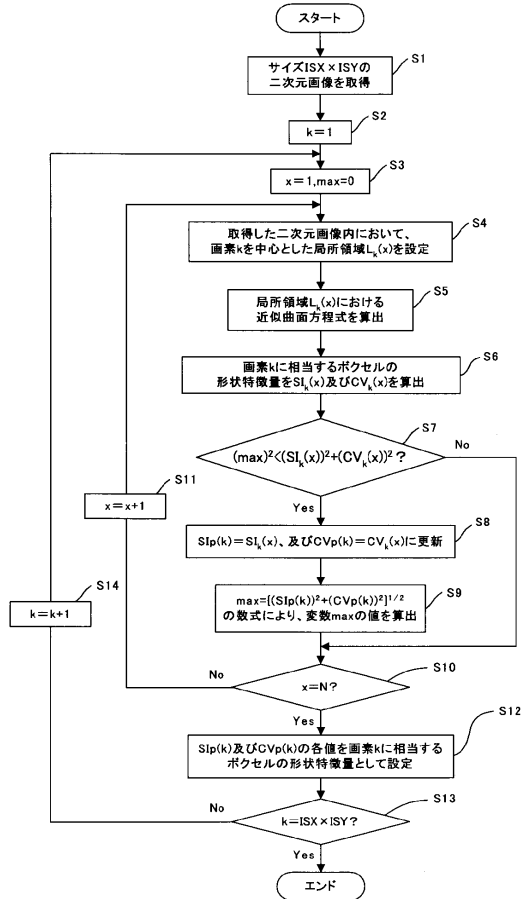 スタート
サイズISX×ISYの
二次元画像を取得
S1
k=1
S2
x=1,max=0
S3
取得した二次元画像内において、
画素kを中心とした局所領域Lk(x)を設定
S4
局所領域Lk(x)における
近似曲面方程式を算出
S5
画素kに相当するボクセルの
形状特徴量をSIk(x)及びCVk(x)を算出
S6
(max)²<(SIk(x))²+(CVk(x))²?
S7
No
Yes
x=x+1
S11
SIp(k)=SIk(x)、及びCVp(k)=CVk(x)に更新
S8
max=[(SIp(k))²+(CVp(k))²]1/2
の数式により、変数maxの値を算出
S9
k=k+1
S14
x=N?
S10
No
Yes
SIp(k)及びCVp(k)の各値を画素kに相当する
ボクセルの形状特徴量として設定
S12
k=ISX×ISY?
S13
No
Yes
エンド